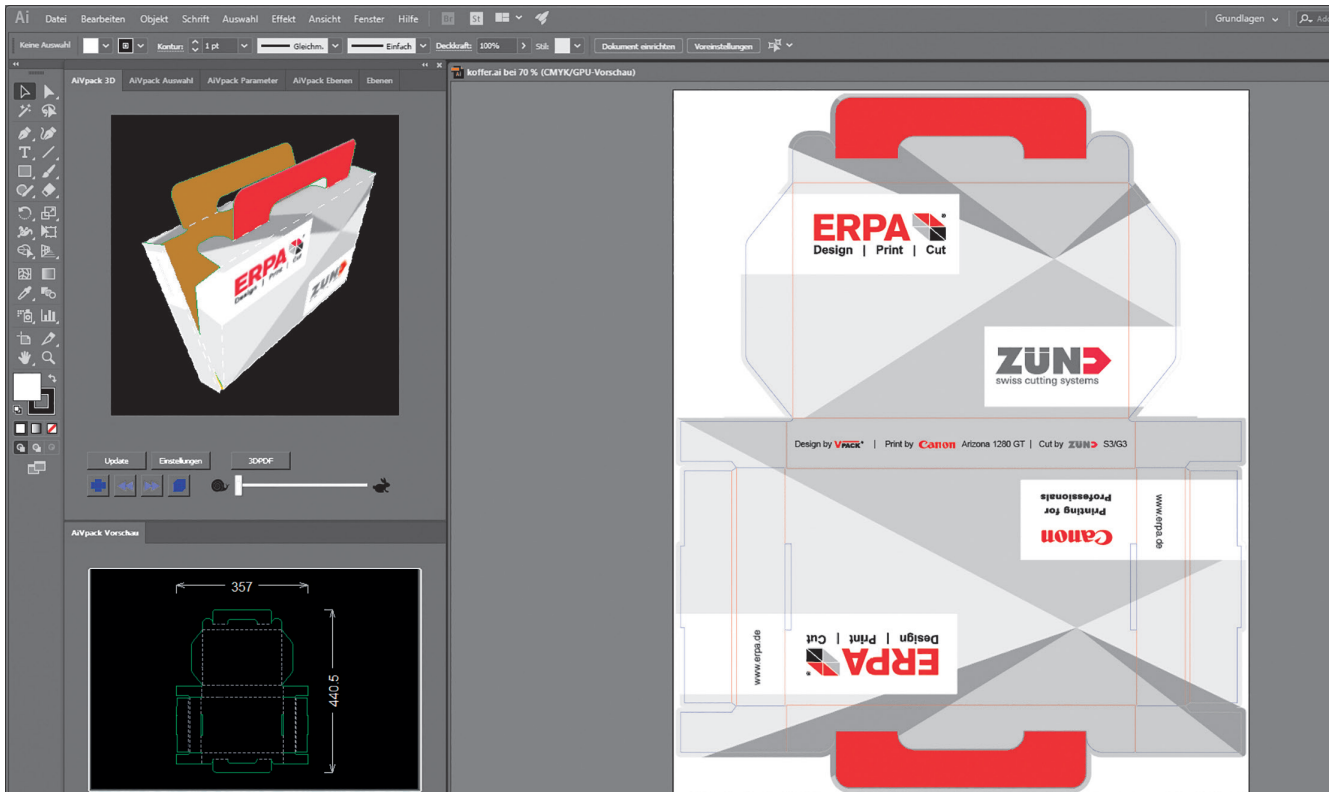 Ai Datei Bearbeiten Objekt Schrift Auswahl Effekt Ansicht Fenster Hilfe Br St Grundlagen
Keine Auswahl Kontur: 1 pt Gleichm. Einfach Deckkraft: 100% Stil: Dokument einrichten Voreinstellungen
AiVpack 3D AiVpack Auswahl AiVpack Parameter AiVpack Ebenen Ebenen
koffer.ai bei 70 % (CMYK/GPU-Vorschau)
ERPA
Design | Print | Cut
ZÜND
Update Einstellungen 3DPDF
AiVpack Vorschau
357
440.5
ERPA®
Design | Print | Cut
ZÜND
swiss cutting systems
Design by VPACK® | Print by Canon Arizona 1280 GT | Cut by ZÜND S3/G3
Canon
Printing for
Professionals
www.erpa.de
www.erpa.de
ERPA®
Design | Print | Cut